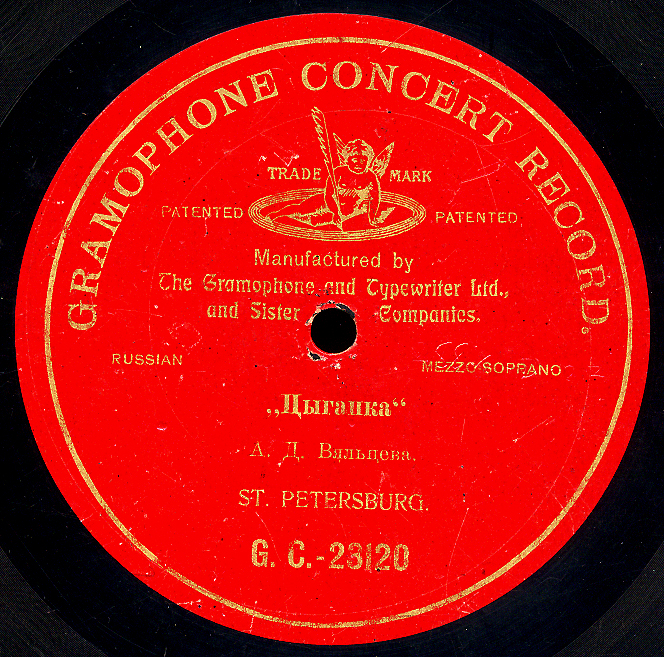 GRAMOPHONE CONCERT RECORD.
TRADE MARK
PATENTED PATENTED
Manufactured by
The Gramophone and Typewriter Ltd.,
and Sister Companies.
RUSSIAN MEZZO-SOPRANO
„Цыганка“
А. Д. Вяльцева.
ST. PETERSBURG.
G. C.-23120